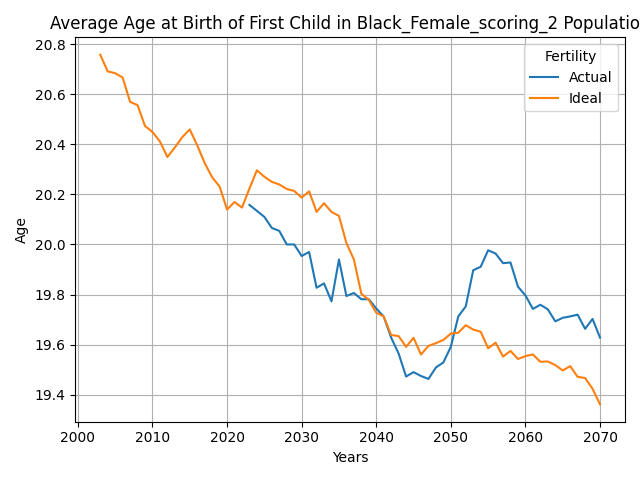 Average Age at Birth of First Child in Black_Female_scoring_2 Populatio
Fertility
Actual
Ideal
20.8
20.6
20.4
20.2
20.0
19.8
19.6
19.4
Age
2000
2010
2020
2030
2040
2050
2060
2070
Years